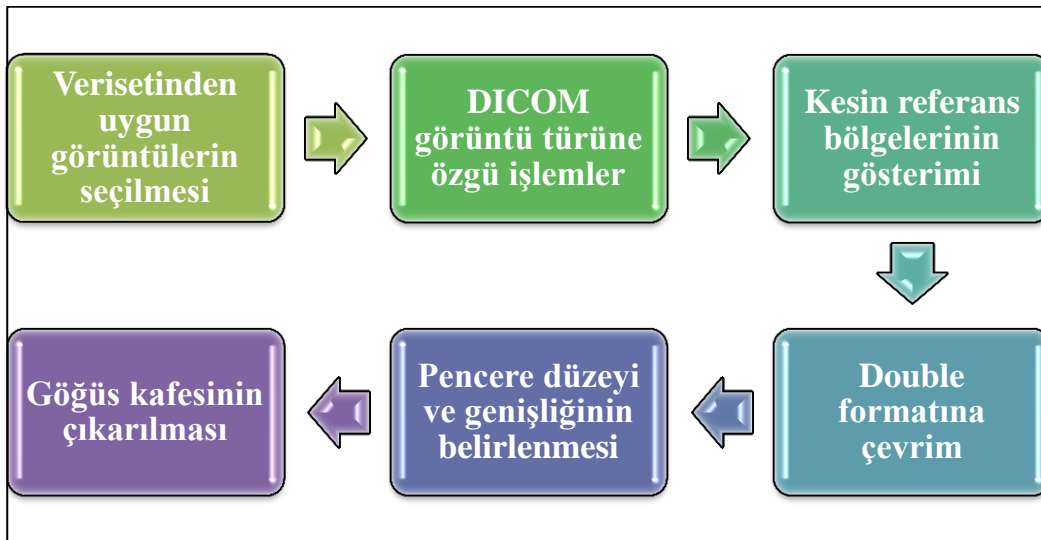 Verisetinden
uygun
görüntülerin
seçilmesi
DICOM
görüntü türüne
özgü işlemler
Kesin referans
bölgelerinin
gösterimi
Double
formatına
çevrim
Pencere düzeyi
ve genişliğinin
belirlenmesi
Göğüs kafesinin
çıkarılması